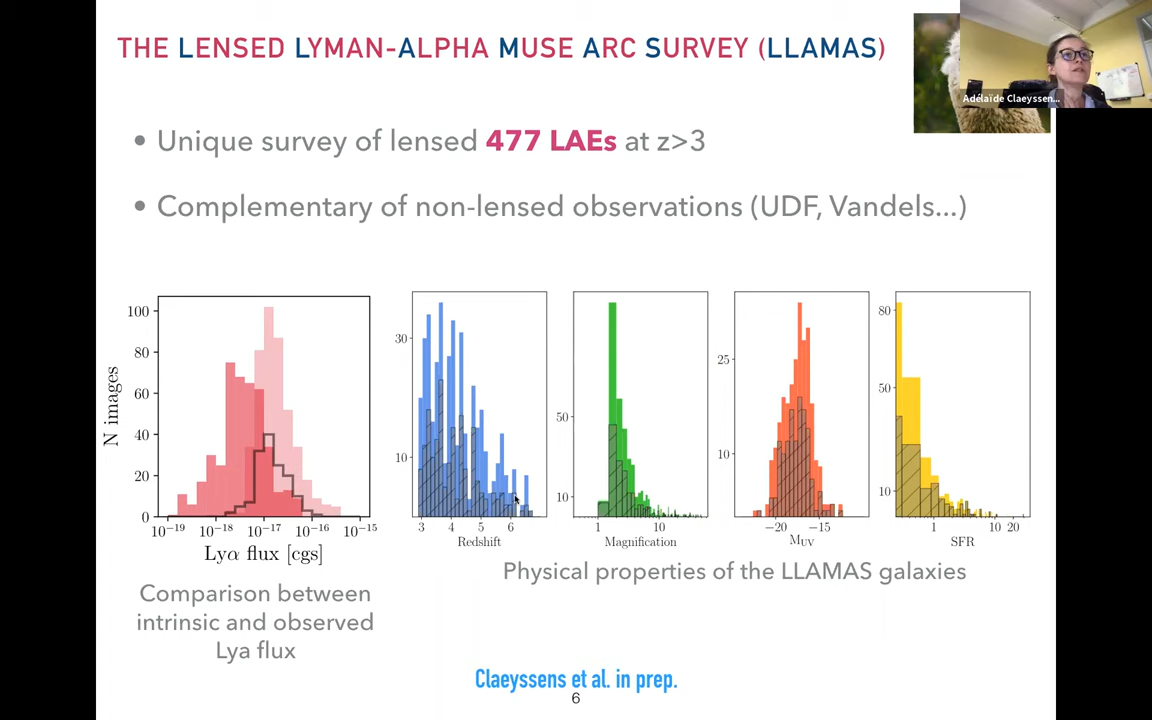 THE LENSED LYMAN-ALPHA MUSE ARC SURVEY (LLAMAS)
Adélaïde Claeyssen...
• Unique survey of lensed 477 LAEs at z>3
• Complementary of non-lensed observations (UDF, Vandels...)
N images
100
80
60
40
20
0
10⁻¹⁹ 10⁻¹⁸ 10⁻¹⁷ 10⁻¹⁶ 10⁻¹⁵
Lyα flux [cgs]
30
10
3 4 5 6
Redshift
50
10
1 10
Magnification
25
10
−20 −15
M_UV
80
50
10
1 10 20
SFR
Comparison between
intrinsic and observed
Lya flux
Physical properties of the LLAMAS galaxies
Claeyssens et al. in prep.
6